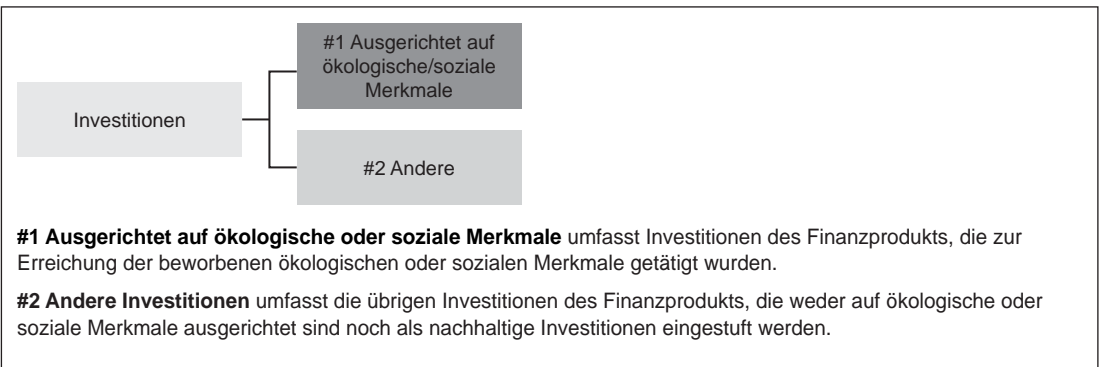 #1 Ausgerichtet auf
ökologische/soziale
Merkmale
Investitionen
#2 Andere
#1 Ausgerichtet auf ökologische oder soziale Merkmale umfasst Investitionen des Finanzprodukts, die zur
Erreichung der beworbenen ökologischen oder sozialen Merkmale getätigt wurden.
#2 Andere Investitionen umfasst die übrigen Investitionen des Finanzprodukts, die weder auf ökologische oder
soziale Merkmale ausgerichtet sind noch als nachhaltige Investitionen eingestuft werden.